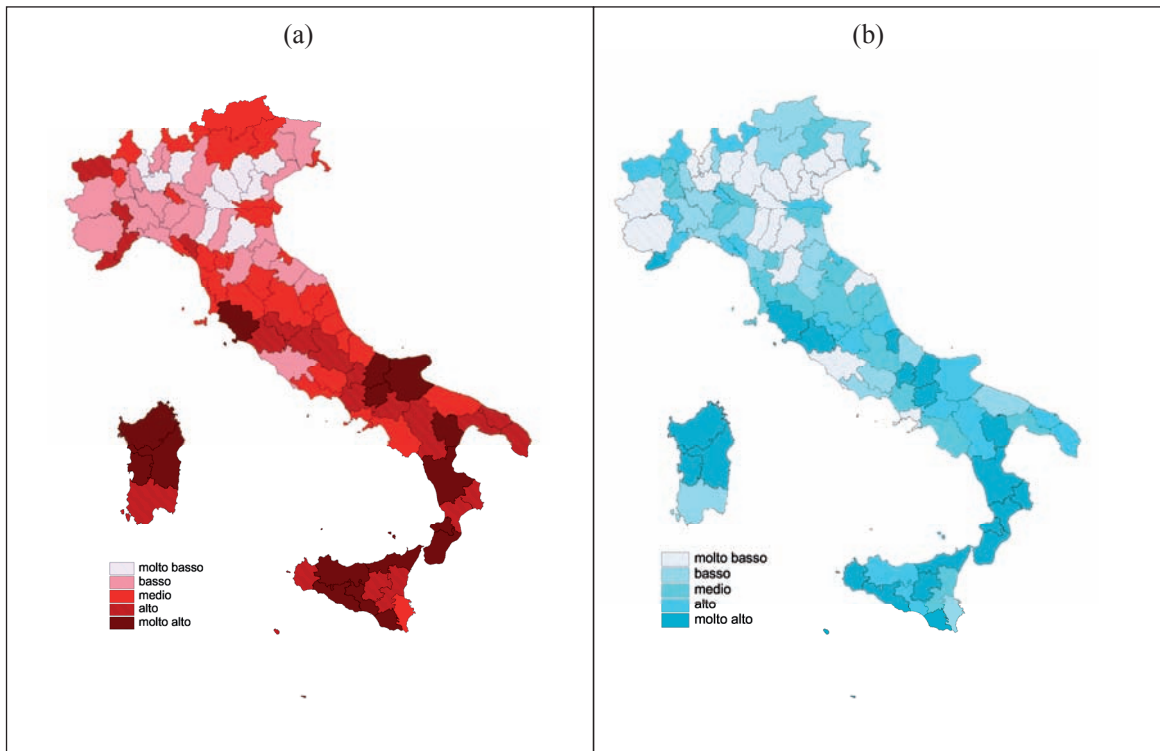 (a)
molto basso
basso
medio
alto
molto alto
(b)
molto basso
basso
medio
alto
molto alto